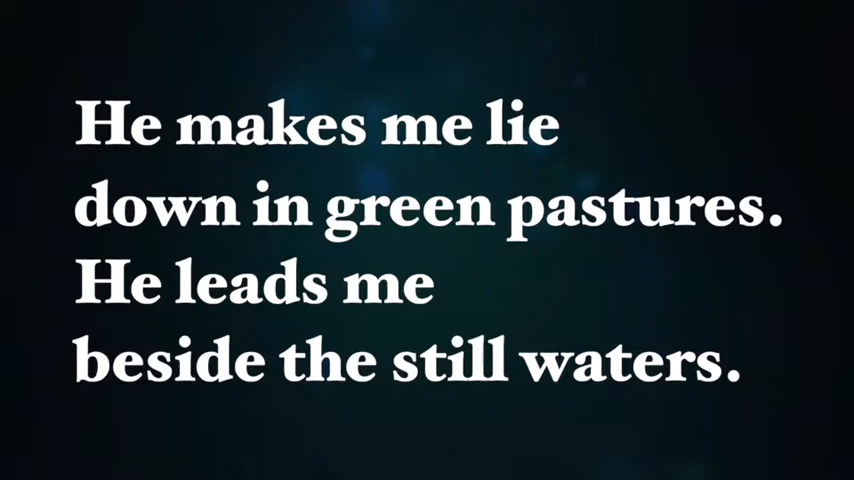 He makes me lie
down in green pastures.
He leads me
beside the still waters.